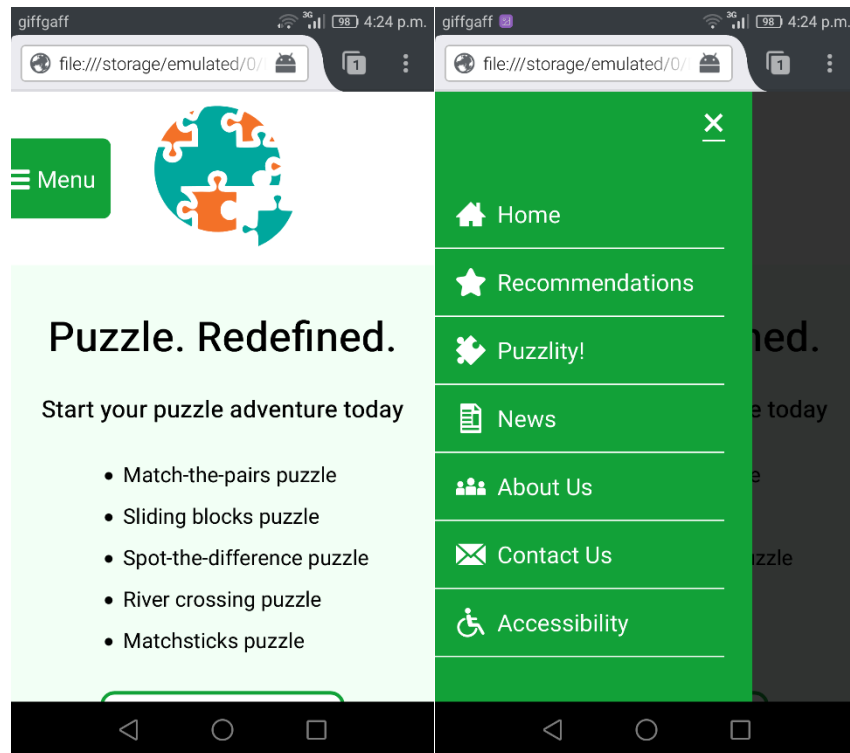 giffgaff 3G 98 4:24 p.m.
file:///storage/emulated/0/ 1
Menu
Puzzle. Redefined.
Start your puzzle adventure today
Match-the-pairs puzzle
Sliding blocks puzzle
Spot-the-difference puzzle
River crossing puzzle
Matchsticks puzzle
giffgaff 3G 98 4:24 p.m.
file:///storage/emulated/0/ 1
Home
Recommendations
Puzzlity!
News
About Us
Contact Us
Accessibility
ned.
e today
e
zzle